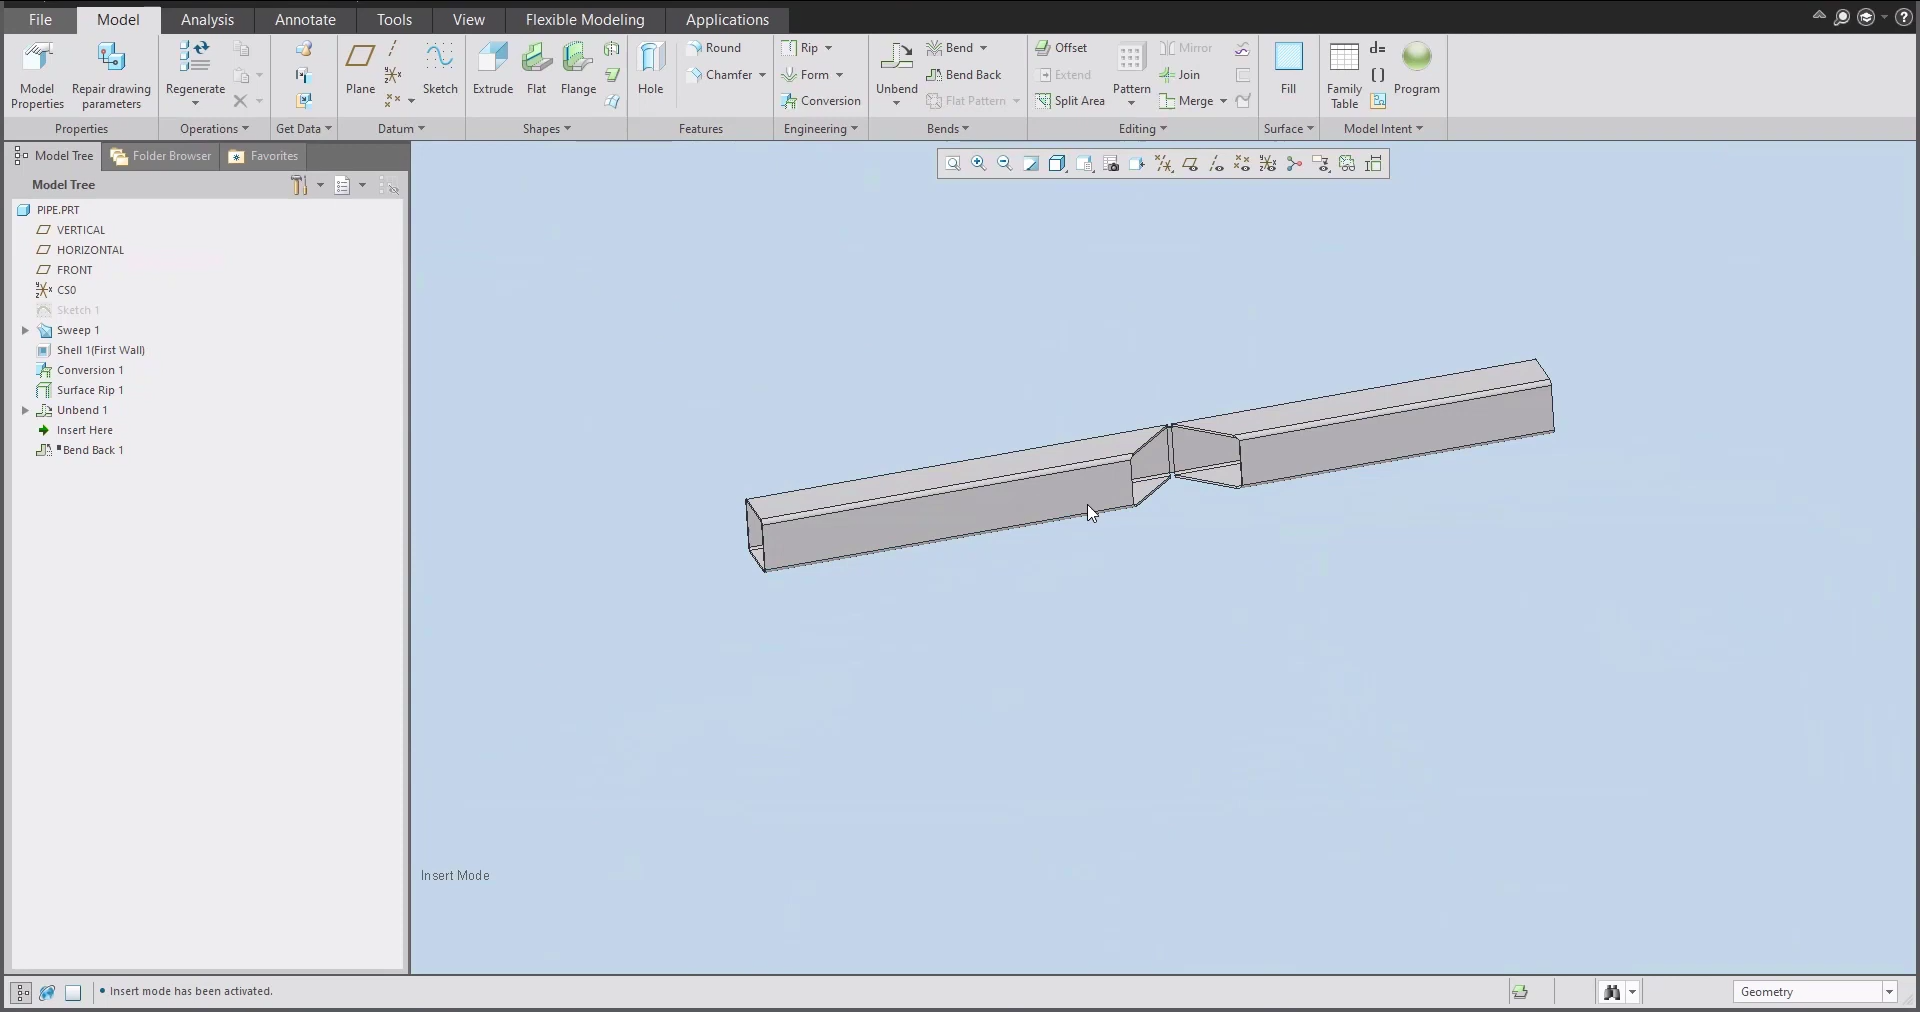 File Model Analysis Annotate Tools View Flexible Modeling Applications
Model Properties
Repair drawing parameters
Regenerate
Plane
Sketch
Extrude
Flat
Flange
Hole
Round
Chamfer
Rip
Form
Conversion
Unbend
Bend
Bend Back
Flat Pattern
Offset
Extend
Split Area
Pattern
Mirror
Join
Merge
Fill
Family Table
d=
Program
Properties Operations Get Data Datum Shapes Features Engineering Bends Editing Surface Model Intent
Model Tree Folder Browser Favorites
Model Tree
PIPE.PRT
VERTICAL
HORIZONTAL
FRONT
CS0
Sketch 1
Sweep 1
Shell 1(First Wall)
Conversion 1
Surface Rip 1
Unbend 1
Insert Here
Bend Back 1
Insert Mode
• Insert mode has been activated.
Geometry